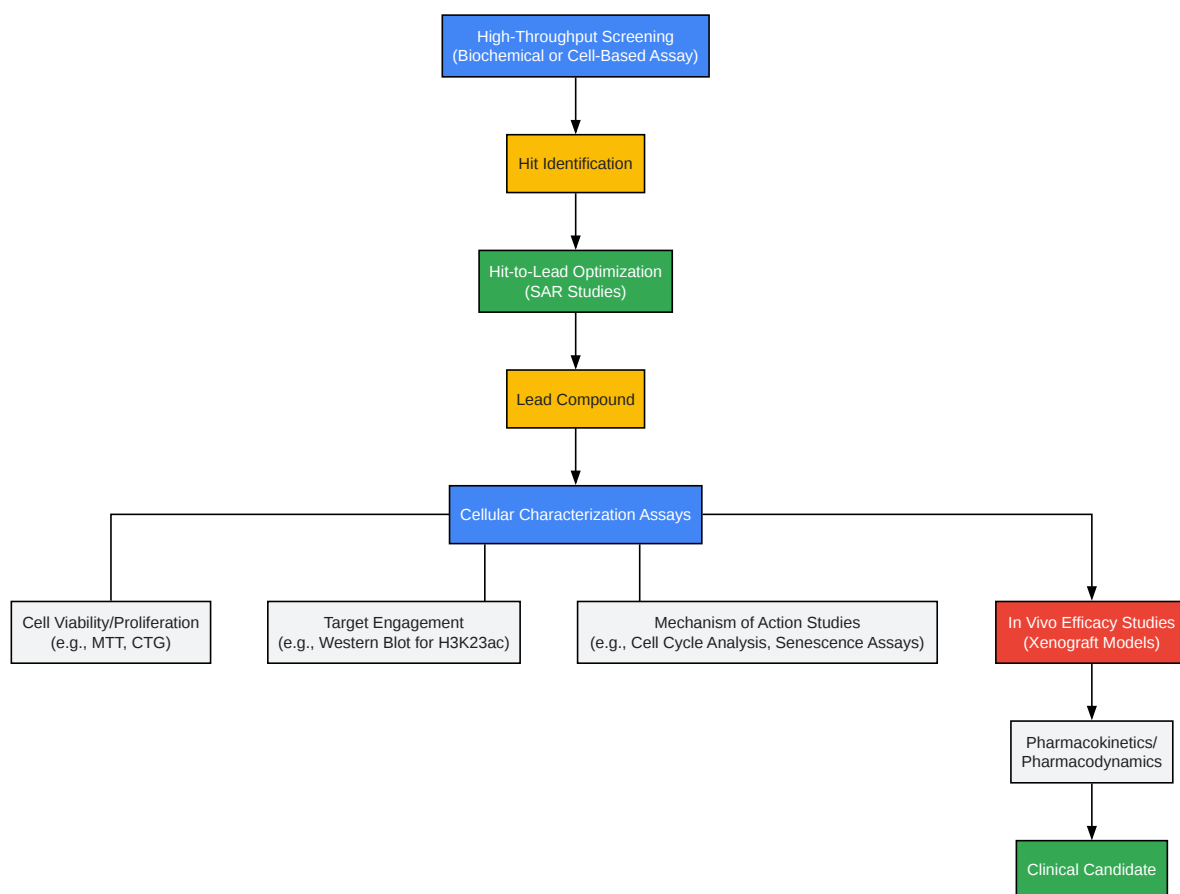 High-Throughput Screening
(Biochemical or Cell-Based Assay)
Hit Identification
Hit-to-Lead Optimization
(SAR Studies)
Lead Compound
Cellular Characterization Assays
Cell Viability/Proliferation
(e.g., MTT, CTG)
Target Engagement
(e.g., Western Blot for H3K23ac)
Mechanism of Action Studies
(e.g., Cell Cycle Analysis, Senescence Assays)
In Vivo Efficacy Studies
(Xenograft Models)
Pharmacokinetics/
Pharmacodynamics
Clinical Candidate